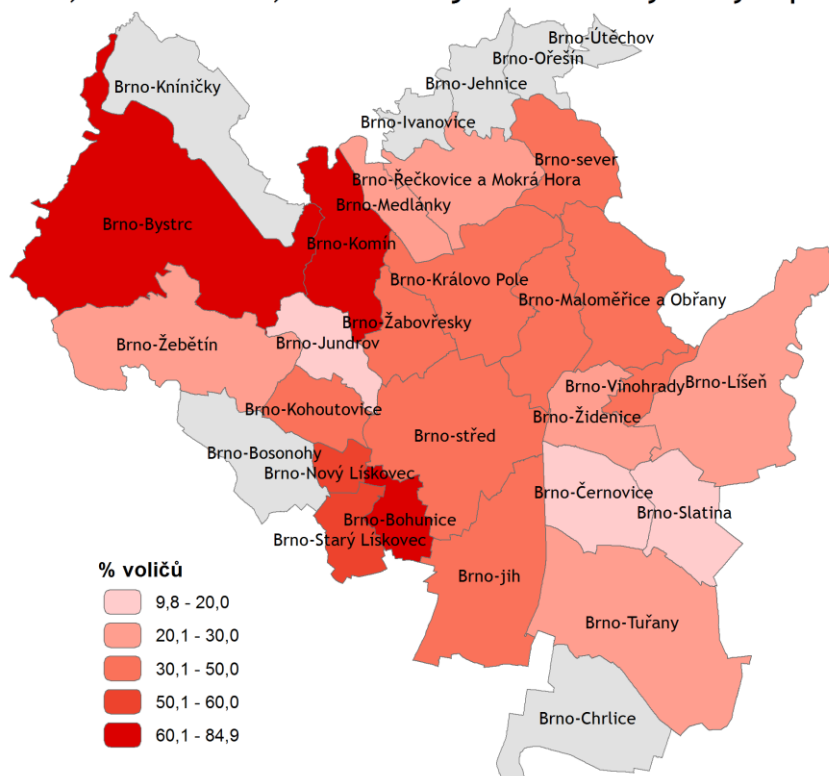 Brno-Útěchov
Brno-Ořešín
Brno-Jehnice
Brno-Kníničky
Brno-Ivanovice
Brno-sever
Brno-Řečkovice a Mokrá Hora
Brno-Medlánky
Brno-Bystrc
Brno-Komín
Brno-Královo Pole
Brno-Maloměřice a Obřany
Brno-Žabovřesky
Brno-Jundrov
Brno-Žebětín
Brno-Vinohrady
Brno-Líšeň
Brno-Kohoutovice
Brno-Židenice
Brno-střed
Brno-Bosonohy
Brno-Nový Lískovec
Brno-Černovice
Brno-Slatina
Brno-Bohunice
Brno-Starý Lískovec
Brno-jih
Brno-Tuřany
Brno-Chrlice
% voličů
9,8 - 20,0
20,1 - 30,0
30,1 - 50,0
50,1 - 60,0
60,1 - 84,9